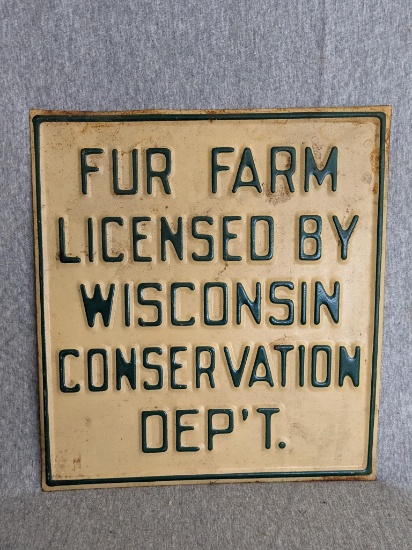 FUR FARM
LICENSED BY
WISCONSIN
CONSERVATION
DEP'T.